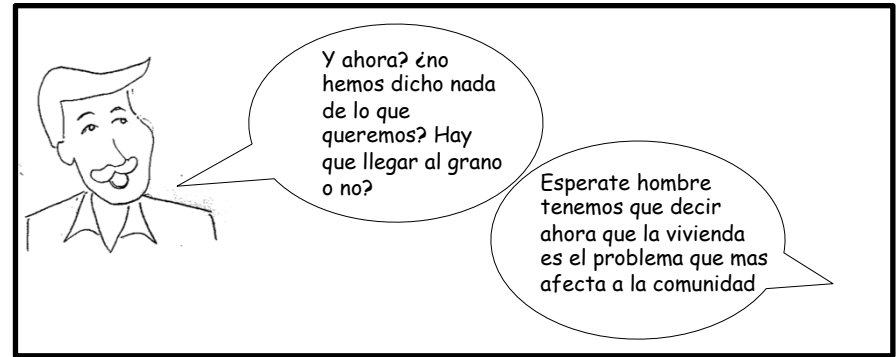 Y ahora? ¿no
hemos dicho nada
de lo que
queremos? Hay
que llegar al grano
o no?
Esperate hombre
tenemos que decir
ahora que la vivienda
es el problema que mas
afecta a la comunidad